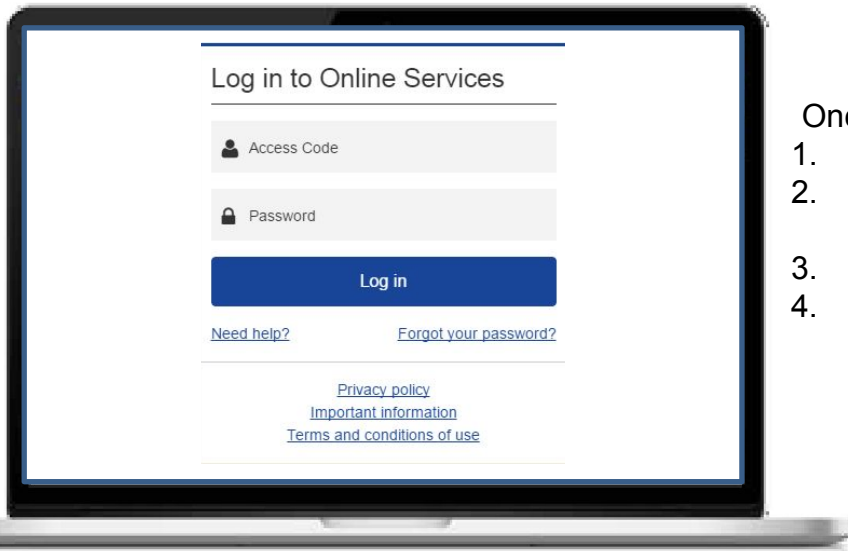 Log in to Online Services
Access Code
Password
Log in
Need help? Forgot your password?
Privacy policy
Important information
Terms and conditions of use
1.
2.
3.
4.